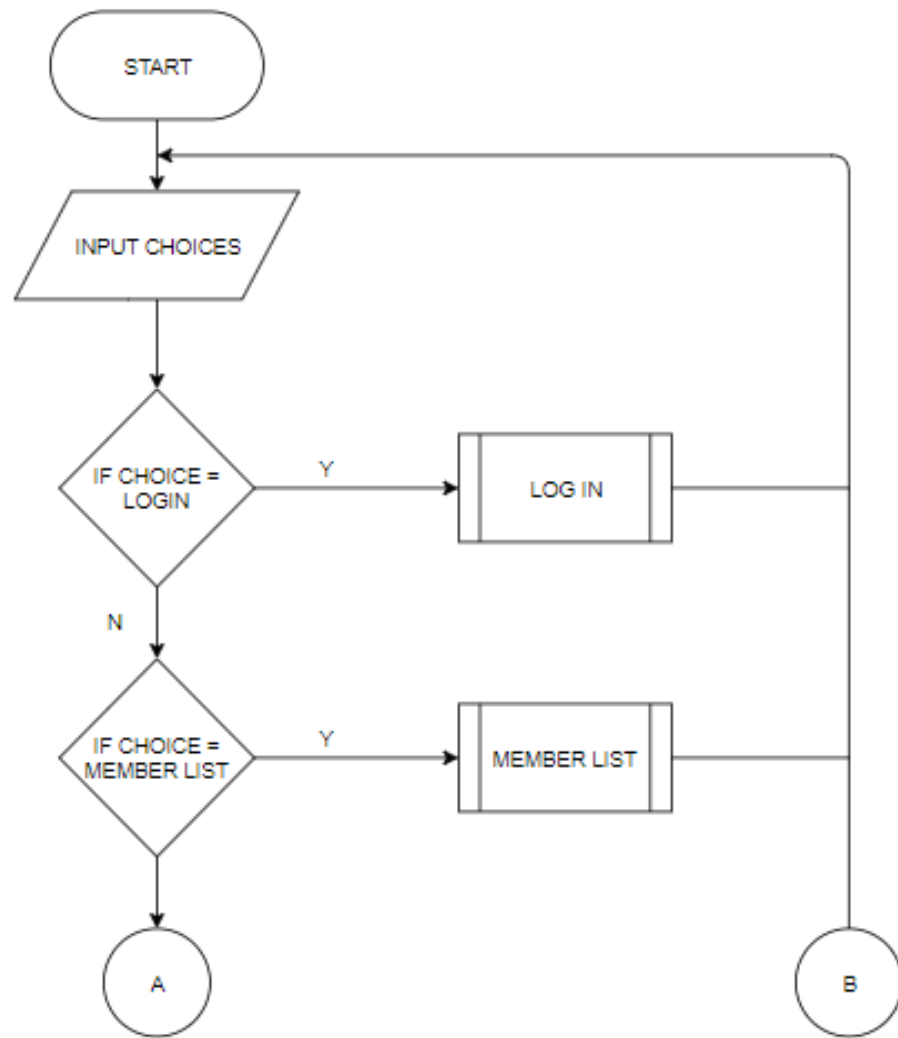 START
INPUT CHOICES
IF CHOICE =
LOGIN
Y
LOG IN
N
IF CHOICE =
MEMBER LIST
Y
MEMBER LIST
A
B